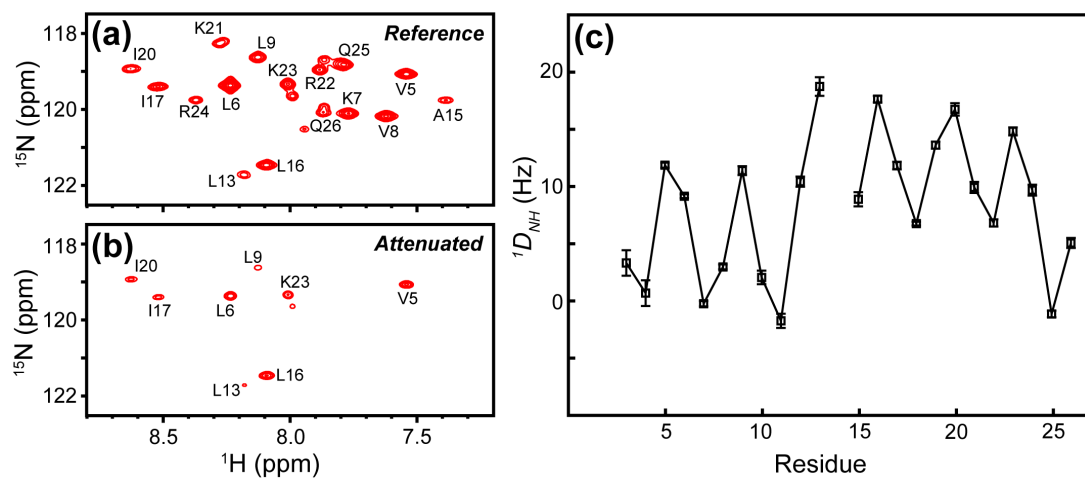 (a)
Reference
118
120
122
¹⁵N (ppm)
K21
I20
L9
Q25
K23
R22
V5
I17
R24
L6
K7
A15
Q26
V8
L13
L16
(b)
Attenuated
118
120
122
¹⁵N (ppm)
L9
I20
K23
I17
L6
V5
L13
L16
8.5 8.0 7.5
¹H (ppm)
(c)
20
10
0
¹D_NH (Hz)
5 10 15 20 25
Residue